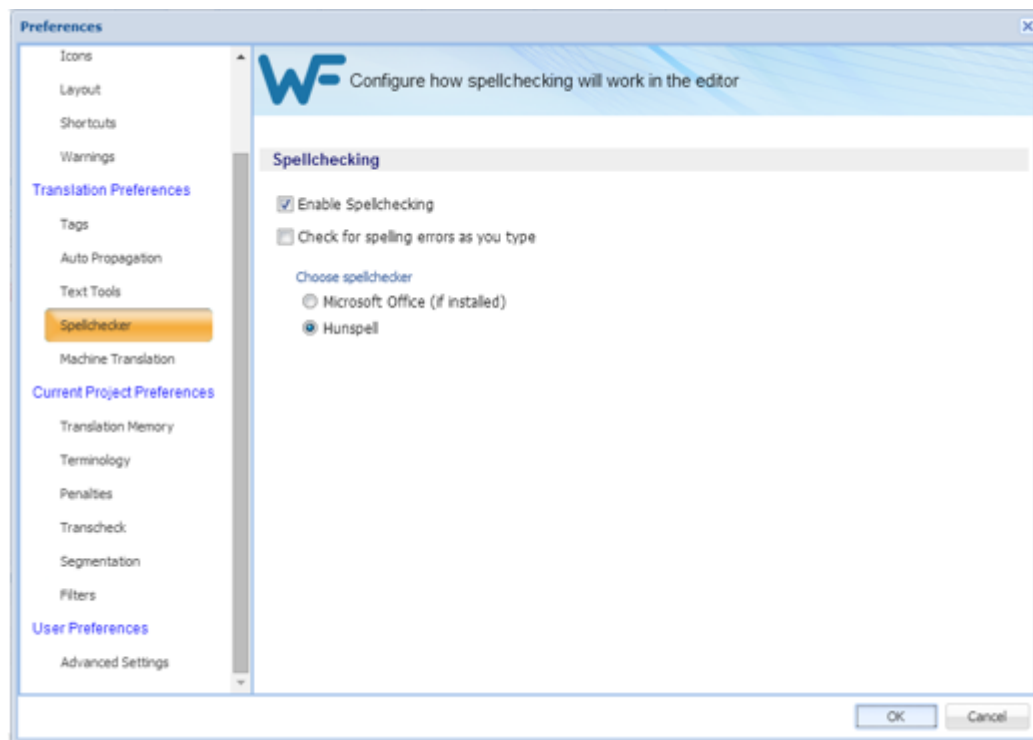 Preferences
Icons
Layout
Shortcuts
Warnings
Translation Preferences
Tags
Auto Propagation
Text Tools
Spellchecker
Machine Translation
Current Project Preferences
Translation Memory
Terminology
Penalties
Transcheck
Segmentation
Filters
User Preferences
Advanced Settings
WF Configure how spellchecking will work in the editor
Spellchecking
Enable Spellchecking
Check for spelling errors as you type
Choose spellchecker
Microsoft Office (if installed)
Hunspell
OK Cancel